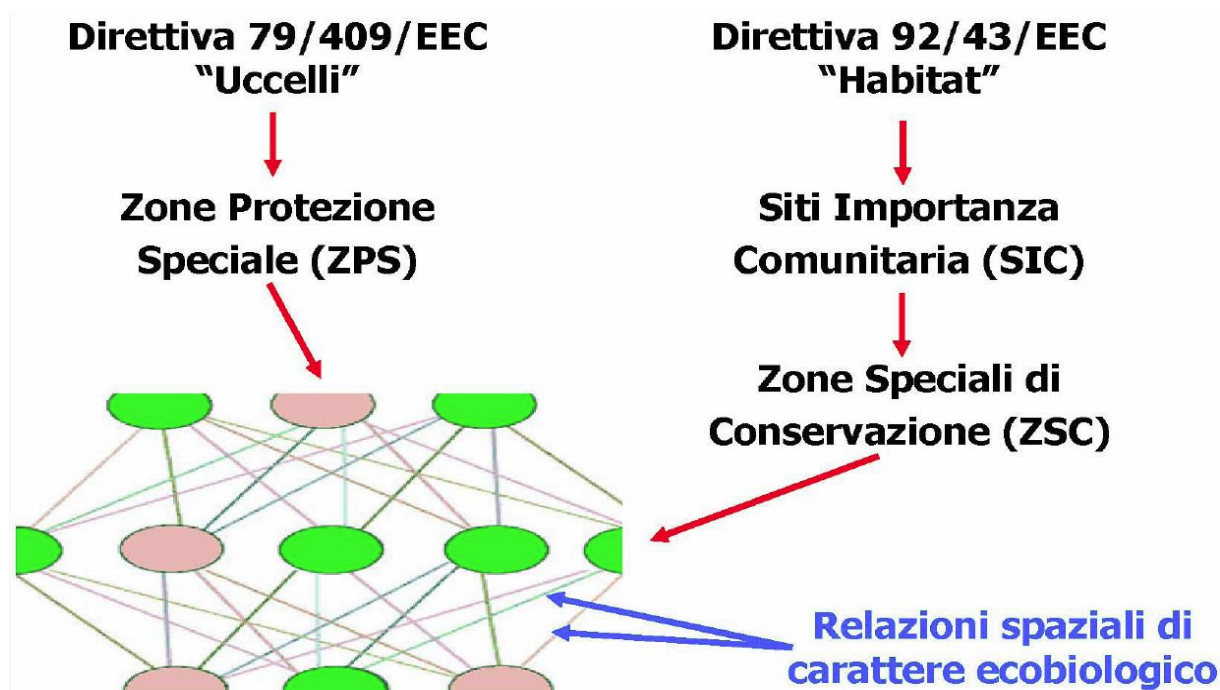 Direttiva 79/409/EEC
“Uccelli”
Zone Protezione
Speciale (ZPS)
Direttiva 92/43/EEC
“Habitat”
Siti Importanza
Comunitaria (SIC)
Zone Speciali di
Conservazione (ZSC)
Relazioni spaziali di
carattere ecobiologico